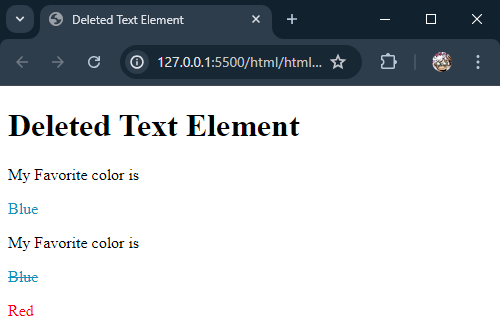 Deleted Text Element
127.0.0.1:5500/html/html...
Deleted Text Element
My Favorite color is
Blue
My Favorite color is
Blue
Red